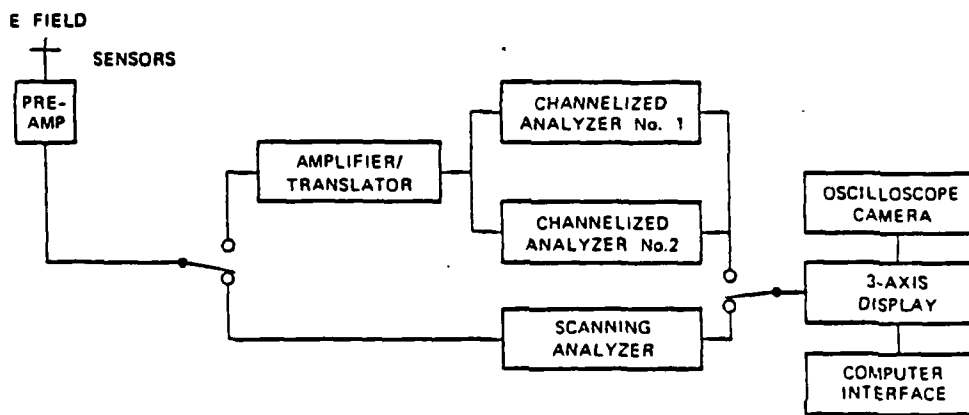 E FIELD
SENSORS
PRE-
AMP
AMPLIFIER/
TRANSLATOR
CHANNELIZED
ANALYZER No. 1
CHANNELIZED
ANALYZER No.2
SCANNING
ANALYZER
OSCILLOSCOPE
CAMERA
3-AXIS
DISPLAY
COMPUTER
INTERFACE